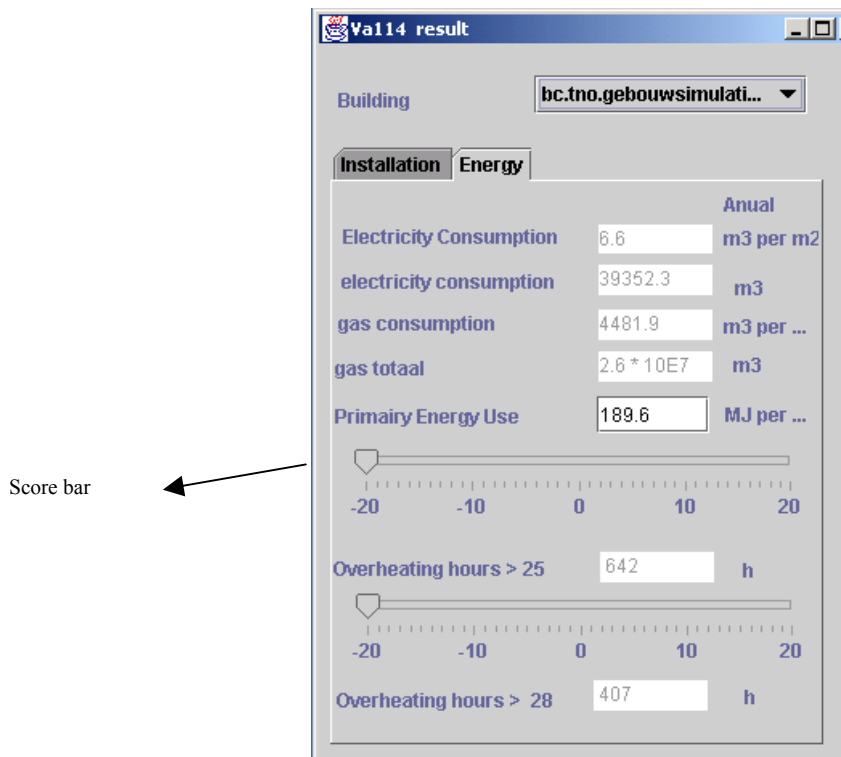 Va114 result
Building bc.tno.gebouwsimulati...
Installation Energy
Anual
Electricity Consumption 6.6 m3 per m2
electricity consumption 39352.3 m3
gas consumption 4481.9 m3 per ...
gas totaal 2.6 * 10E7 m3
Primairy Energy Use 189.6 MJ per ...
Score bar
-20 -10 0 10 20
Overheating hours > 25 642 h
-20 -10 0 10 20
Overheating hours > 28 407 h